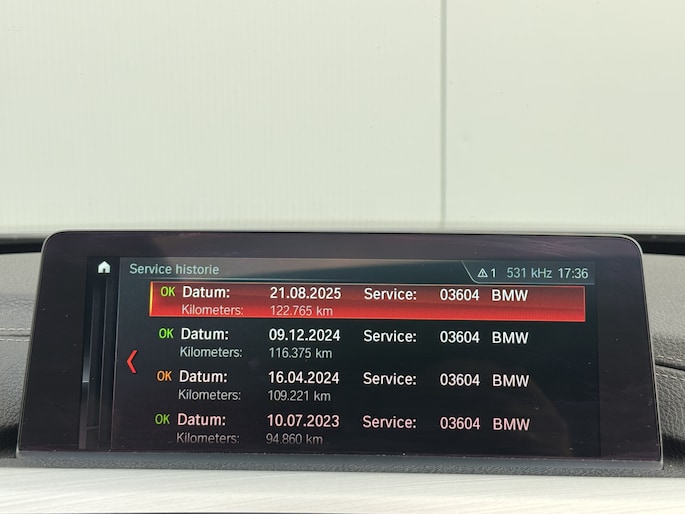 Service historie
1 531 kHz 17:36
OK Datum: 21.08.2025 Service: 03604 BMW
Kilometers: 122.765 km
OK Datum: 09.12.2024 Service: 03604 BMW
Kilometers: 116.375 km
OK Datum: 16.04.2024 Service: 03604 BMW
Kilometers: 109.221 km
OK Datum: 10.07.2023 Service: 03604 BMW
Kilometers: 94.860 km